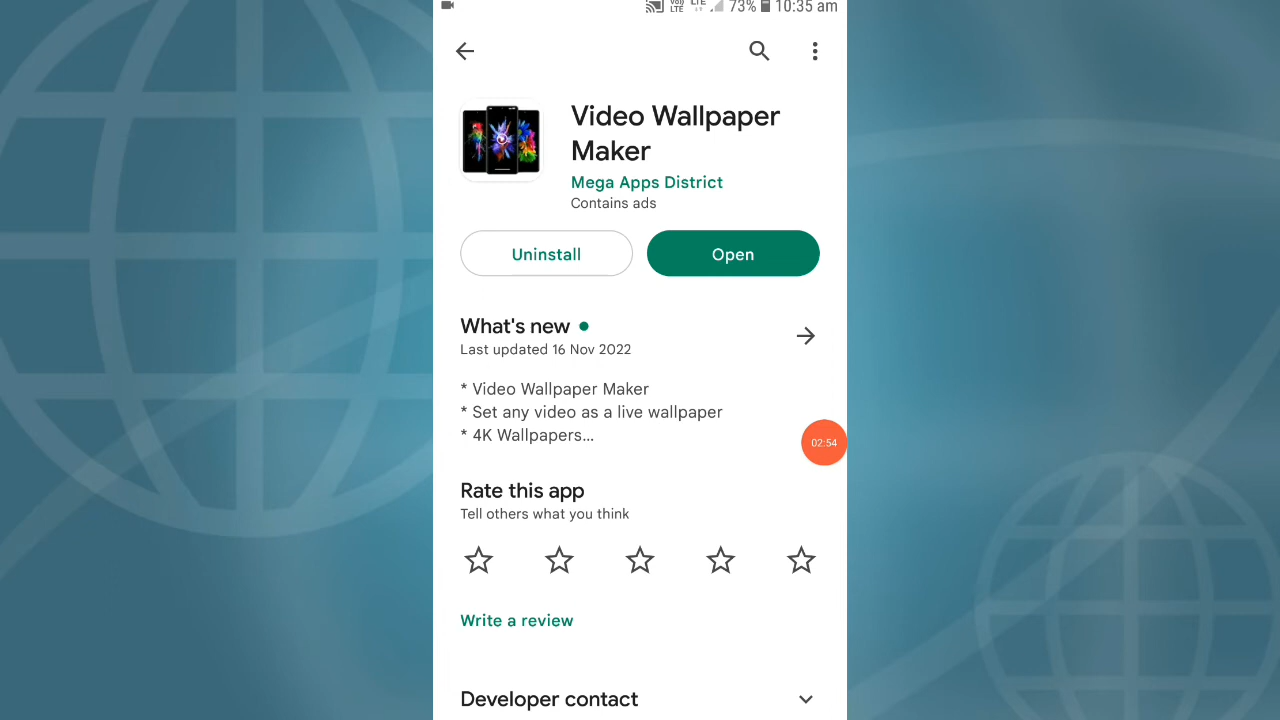 73% 10:35 am
Video Wallpaper
Maker
Mega Apps District
Contains ads
Uninstall
Open
What's new
Last updated 16 Nov 2022
* Video Wallpaper Maker
* Set any video as a live wallpaper
* 4K Wallpapers...
02:54
Rate this app
Tell others what you think
Write a review
Developer contact